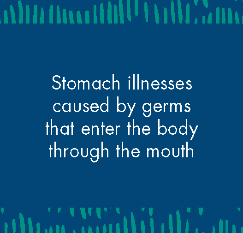 Stomach illnesses
caused by germs
that enter the body
through the mouth